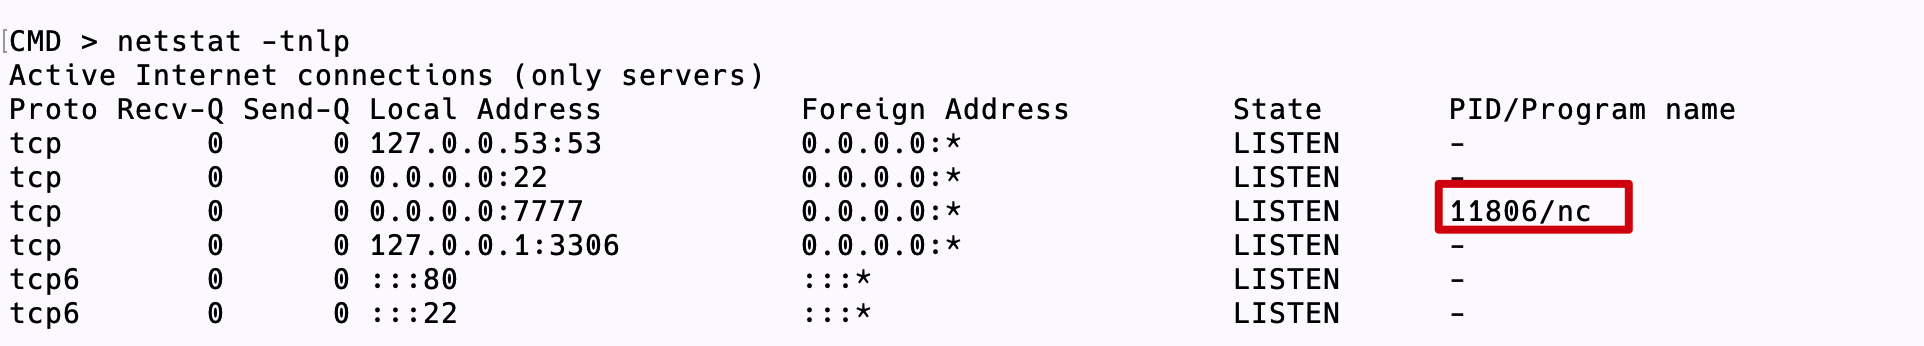 [CMD > netstat -tnlp
Active Internet connections (only servers)
Proto Recv-Q Send-Q Local Address           Foreign Address         State       PID/Program name
tcp        0      0 127.0.0.53:53           0.0.0.0:*               LISTEN      -
tcp        0      0 0.0.0.0:22              0.0.0.0:*               LISTEN      -
tcp        0      0 0.0.0.0:7777            0.0.0.0:*               LISTEN      11806/nc
tcp        0      0 127.0.0.1:3306          0.0.0.0:*               LISTEN      -
tcp6       0      0 :::80                   :::*                    LISTEN      -
tcp6       0      0 :::22                   :::*                    LISTEN      -